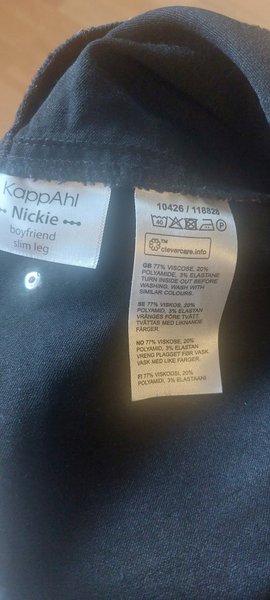 KappAhl
Nickie
boyfriend
slim leg
10426 / 118828
40
P
TM
clevercare.info
GB 77% VISCOSE, 20%
POLYAMIDE, 3% ELASTANE
TURN INSIDE OUT BEFORE
WASHING. WASH WITH
SIMILAR COLOURS.
SE 77% VISKOS, 20%
POLYAMID, 3% ELASTAN
VRÄNGES FÖRE TVÄTT.
TVÄTTAS MED LIKNANDE
FÄRGER.
NO 77% VISKOSE, 20%
POLYAMID, 3% ELASTAN
VRENG PLAGGET FØR VASK.
VASK MED LIKE FARGER.
FI 77% VISKOOSI, 20%
POLYAMIDI, 3% ELASTAANI